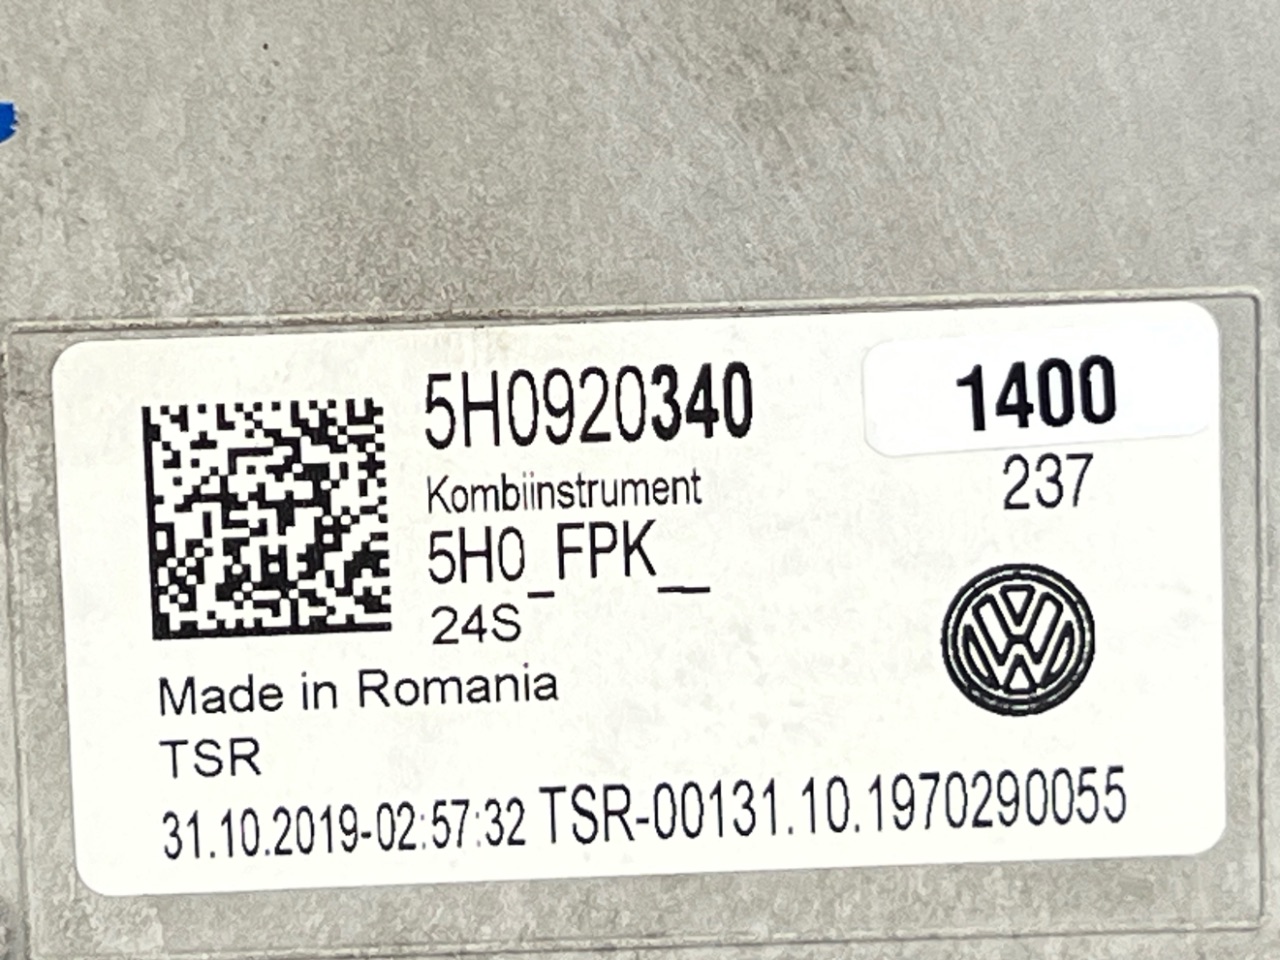 5H0920340 1400
Kombiinstrument 237
5H0_FPK__
24S
Made in Romania
TSR
31.10.2019-02:57:32 TSR-00131.10.1970290055